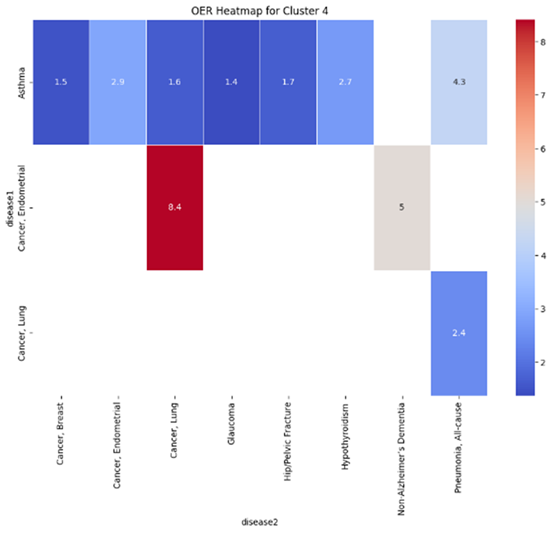 OER Heatmap for Cluster 4
Asthma
1.5
2.9
1.6
1.4
1.7
2.7
4.3
disease1
Cancer, Endometrial
8.4
5
Cancer, Lung
2.4
8
7
6
5
4
3
2
Cancer, Breast
Cancer, Endometrial
Cancer, Lung
Glaucoma
Hip/Pelvic Fracture
Hypothyroidism
Non-Alzheimer's Dementia
Pneumonia, All-cause
disease2